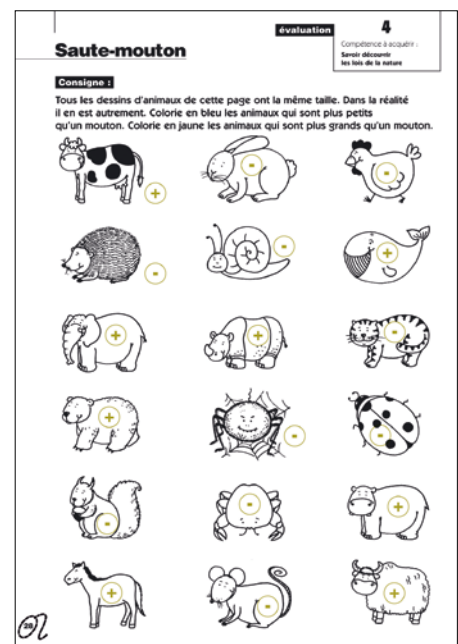 évaluation
4
Saute-mouton
Compétence à acquérir :
Savoir découvrir
les lois de la nature
Consigne :
Tous les dessins d'animaux de cette page ont la même taille. Dans la réalité
il en est autrement. Colorie en bleu les animaux qui sont plus petits
qu'un mouton. Colorie en jaune les animaux qui sont plus grands qu'un mouton.
+
-
-
-
-
+
+
+
-
+
-
-
-
-
+
+
-
+
28